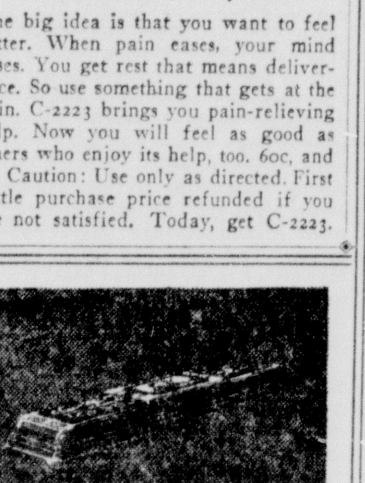 he big idea is that you want to feel
tter. When pain eases, your mind
ses. You get rest that means deliver-
ce. So use something that gets at the
in. C-2223 brings you pain-relieving
lp. Now you will feel as good as
hers who enjoy its help, too. 60c, and
Caution: Use only as directed. First
ttle purchase price refunded if you
e not satisfied. Today, get C-2223.